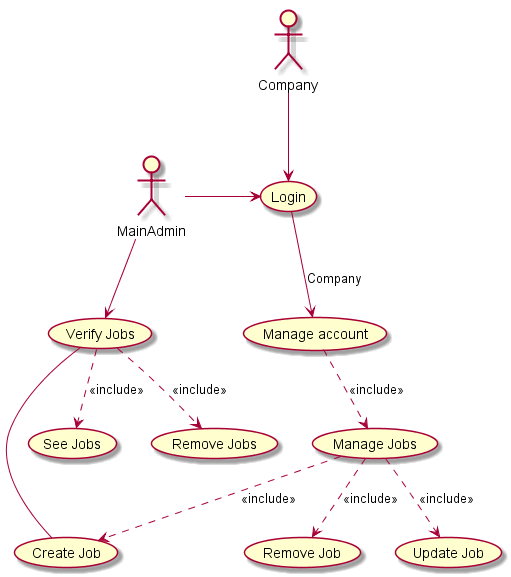 Company
MainAdmin
Login
Company
Verify Jobs
Manage account
«include»
«include»
«include»
See Jobs
Remove Jobs
Manage Jobs
«include»
«include»
«include»
Create Job
Remove Job
Update Job